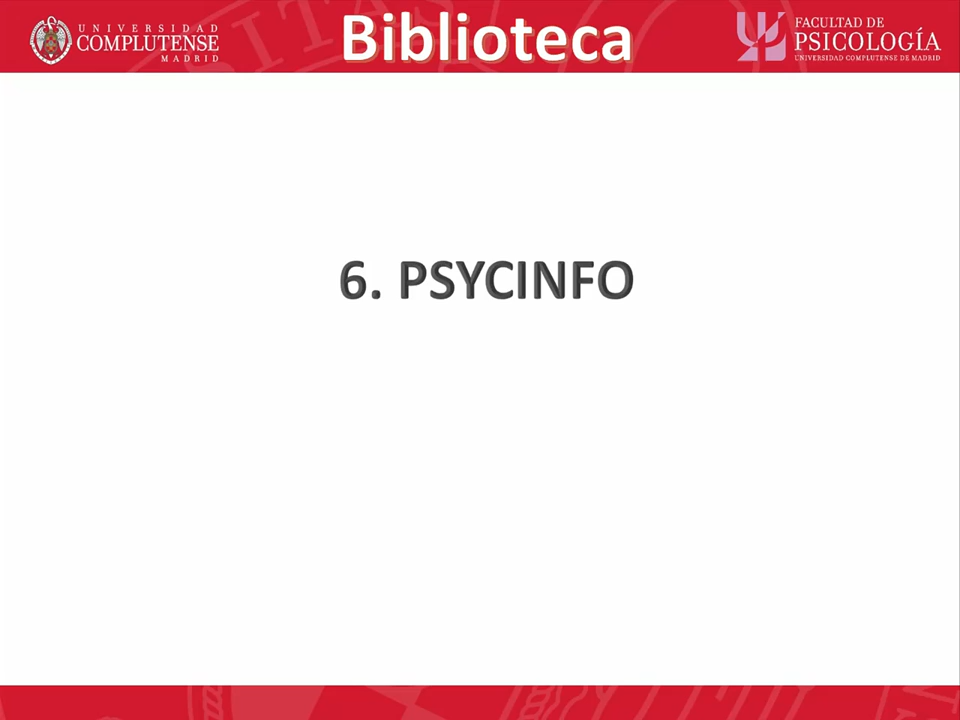 UNIVERSIDAD
COMPLUTENSE
MADRID
Biblioteca
FACULTAD DE
PSICOLOGÍA
UNIVERSIDAD COMPLUTENSE DE MADRID
6. PSYCINFO